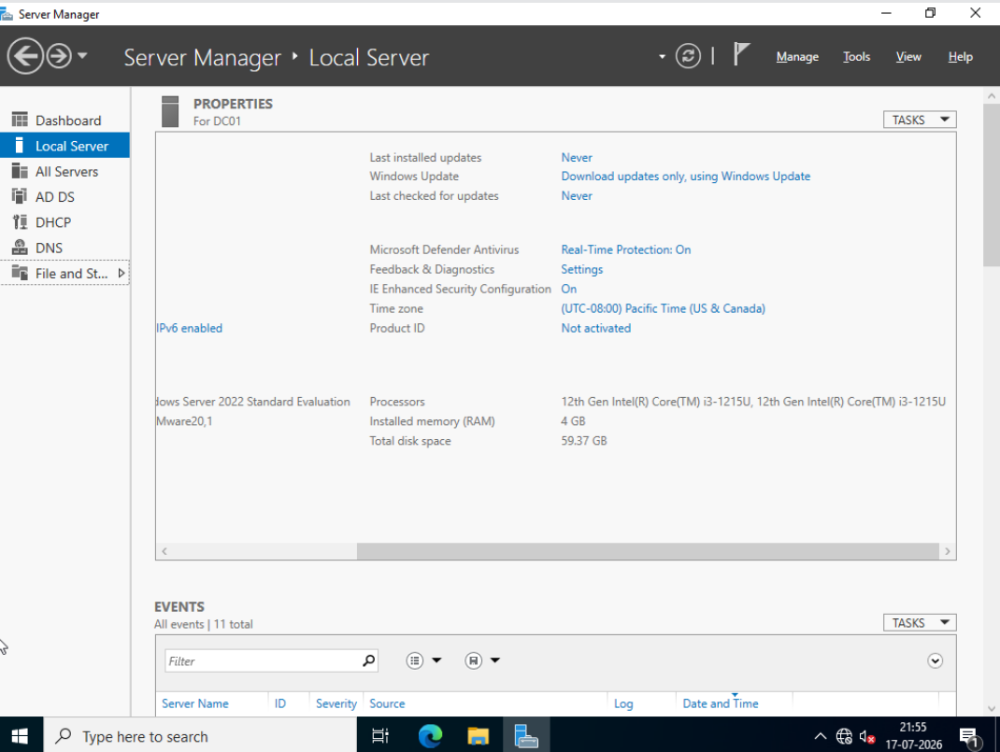 Server Manager
Server Manager ‣ Local Server
Manage Tools View Help
Dashboard
Local Server
All Servers
AD DS
DHCP
DNS
File and St...
PROPERTIES
For DC01
TASKS
Last installed updates Never
Windows Update Download updates only, using Windows Update
Last checked for updates Never
Microsoft Defender Antivirus Real-Time Protection: On
Feedback & Diagnostics Settings
IE Enhanced Security Configuration On
Time zone (UTC-08:00) Pacific Time (US & Canada)
IPv6 enabled Product ID Not activated
dows Server 2022 Standard Evaluation Processors 12th Gen Intel(R) Core(TM) i3-1215U, 12th Gen Intel(R) Core(TM) i3-1215U
Mware20,1 Installed memory (RAM) 4 GB
Total disk space 59.37 GB
EVENTS
All events | 11 total
TASKS
Filter
Server Name ID Severity Source Log Date and Time
Type here to search
21:55
17-07-2026
1